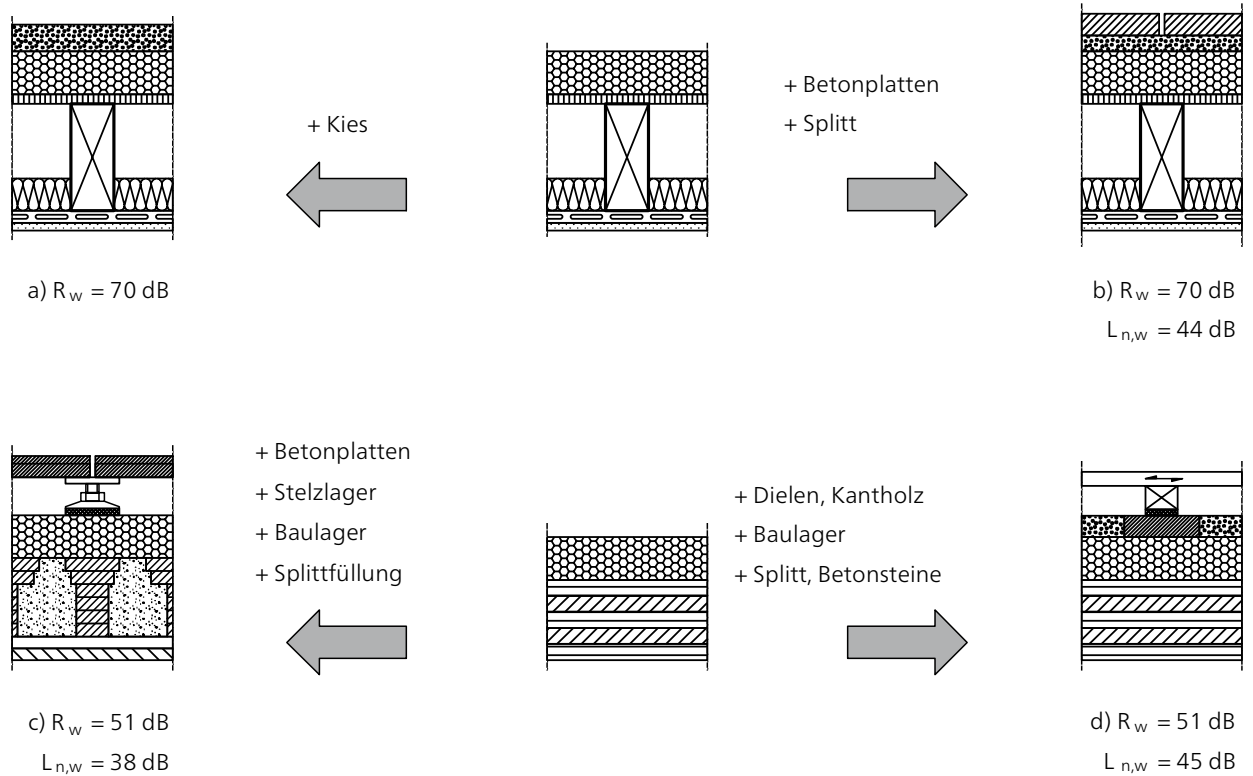 + Kies
+ Betonplatten
+ Splitt
a) R w = 70 dB
b) R w = 70 dB
L n,w = 44 dB
+ Betonplatten
+ Stelzlager
+ Baulager
+ Splittfüllung
+ Dielen, Kantholz
+ Baulager
+ Splitt, Betonsteine
c) R w = 51 dB
L n,w = 38 dB
d) R w = 51 dB
L n,w = 45 dB